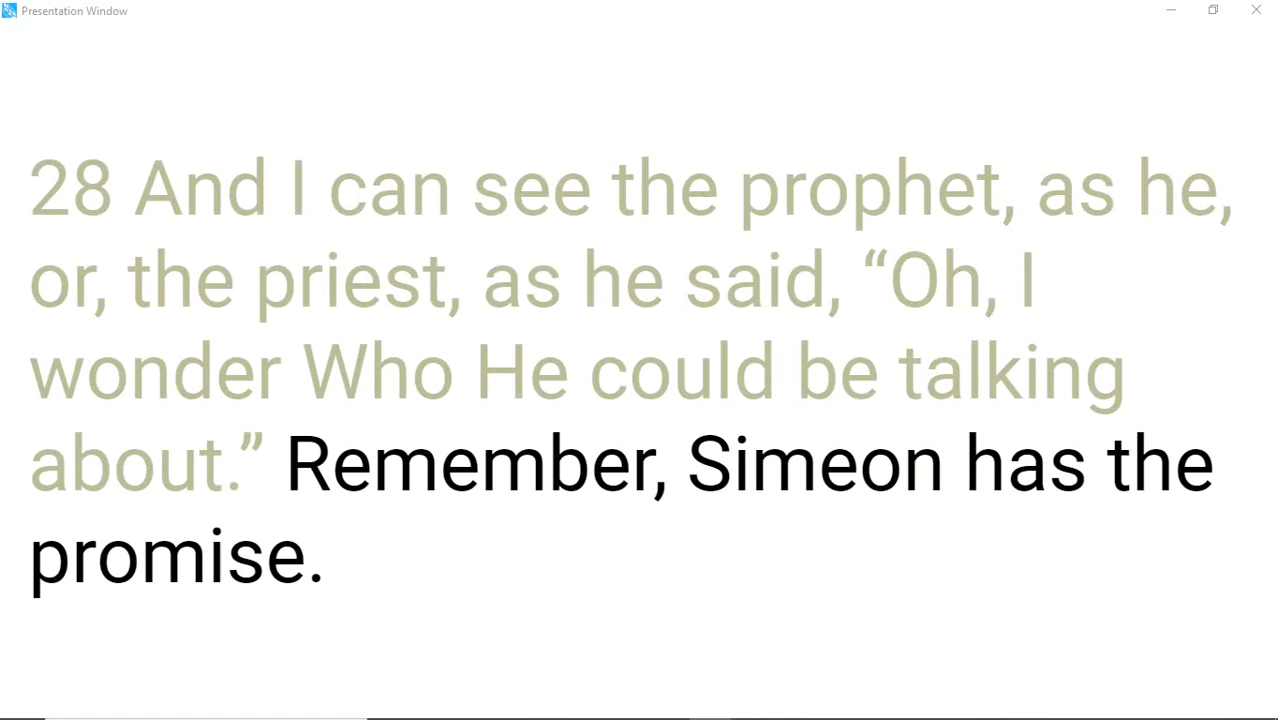 Presentation Window
28 And I can see the prophet, as he,
or, the priest, as he said, “Oh, I
wonder Who He could be talking
about.” Remember, Simeon has the
promise.